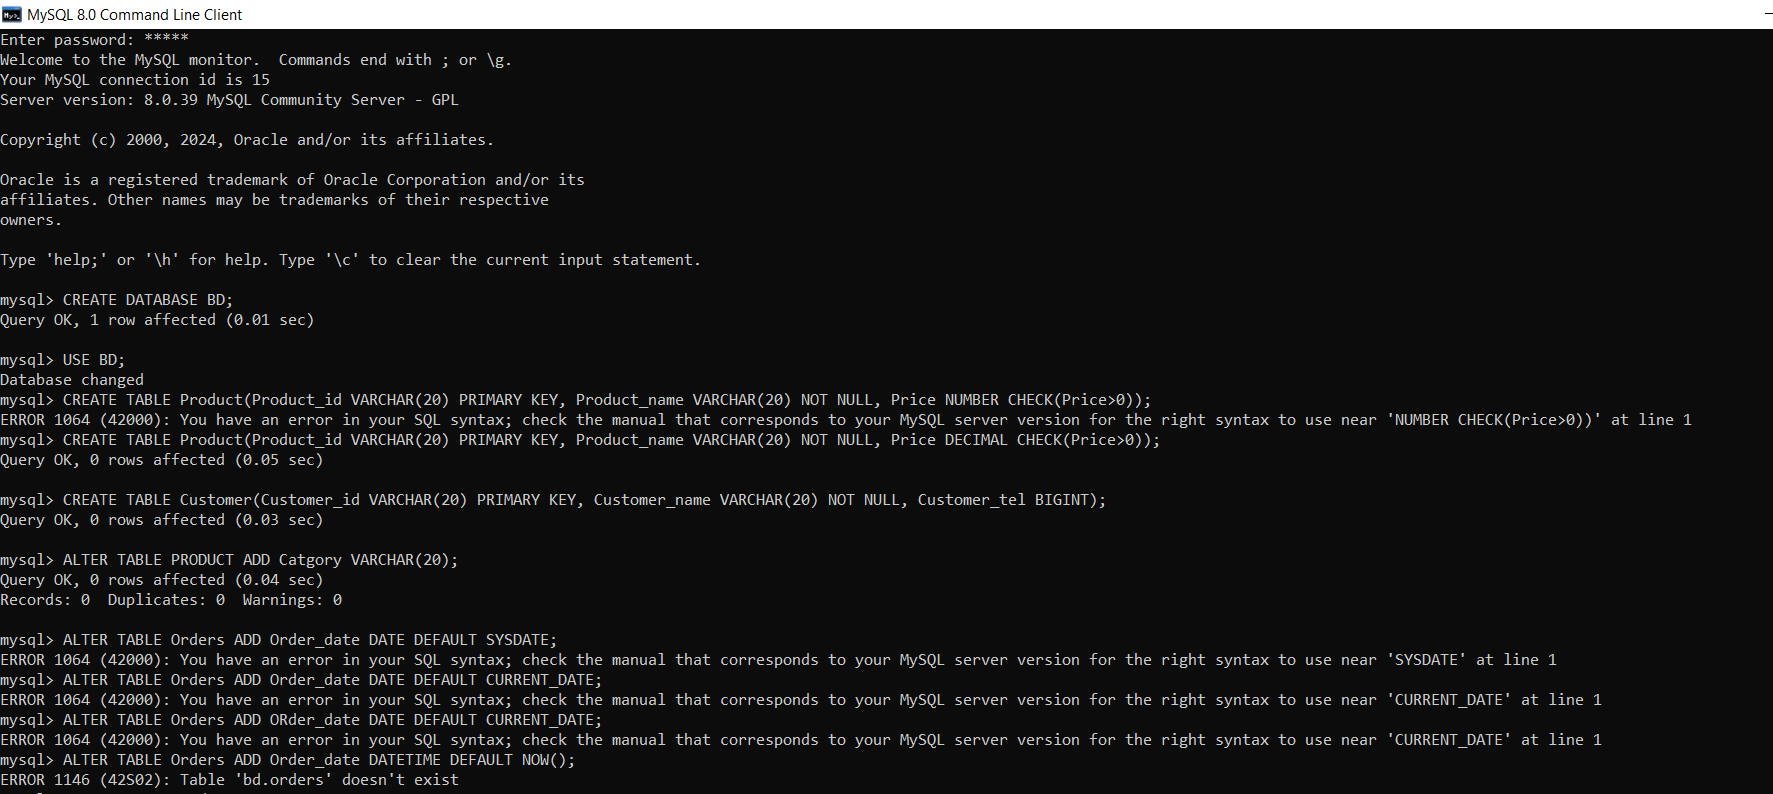 MySQL 8.0 Command Line Client
Enter password: *****
Welcome to the MySQL monitor.  Commands end with ; or \g.
Your MySQL connection id is 15
Server version: 8.0.39 MySQL Community Server - GPL
Copyright (c) 2000, 2024, Oracle and/or its affiliates.
Oracle is a registered trademark of Oracle Corporation and/or its
affiliates. Other names may be trademarks of their respective
owners.
Type 'help;' or '\h' for help. Type '\c' to clear the current input statement.
mysql> CREATE DATABASE BD;
Query OK, 1 row affected (0.01 sec)
mysql> USE BD;
Database changed
mysql> CREATE TABLE Product(Product_id VARCHAR(20) PRIMARY KEY, Product_name VARCHAR(20) NOT NULL, Price NUMBER CHECK(Price>0));
ERROR 1064 (42000): You have an error in your SQL syntax; check the manual that corresponds to your MySQL server version for the right syntax to use near 'NUMBER CHECK(Price>0))' at line 1
mysql> CREATE TABLE Product(Product_id VARCHAR(20) PRIMARY KEY, Product_name VARCHAR(20) NOT NULL, Price DECIMAL CHECK(Price>0));
Query OK, 0 rows affected (0.05 sec)
mysql> CREATE TABLE Customer(Customer_id VARCHAR(20) PRIMARY KEY, Customer_name VARCHAR(20) NOT NULL, Customer_tel BIGINT);
Query OK, 0 rows affected (0.03 sec)
mysql> ALTER TABLE PRODUCT ADD Catgory VARCHAR(20);
Query OK, 0 rows affected (0.04 sec)
Records: 0  Duplicates: 0  Warnings: 0
mysql> ALTER TABLE Orders ADD Order_date DATE DEFAULT SYSDATE;
ERROR 1064 (42000): You have an error in your SQL syntax; check the manual that corresponds to your MySQL server version for the right syntax to use near 'SYSDATE' at line 1
mysql> ALTER TABLE Orders ADD Order_date DATE DEFAULT CURRENT_DATE;
ERROR 1064 (42000): You have an error in your SQL syntax; check the manual that corresponds to your MySQL server version for the right syntax to use near 'CURRENT_DATE' at line 1
mysql> ALTER TABLE Orders ADD ORder_date DATE DEFAULT CURRENT_DATE;
ERROR 1064 (42000): You have an error in your SQL syntax; check the manual that corresponds to your MySQL server version for the right syntax to use near 'CURRENT_DATE' at line 1
mysql> ALTER TABLE Orders ADD Order_date DATETIME DEFAULT NOW();
ERROR 1146 (42S02): Table 'bd.orders' doesn't exist